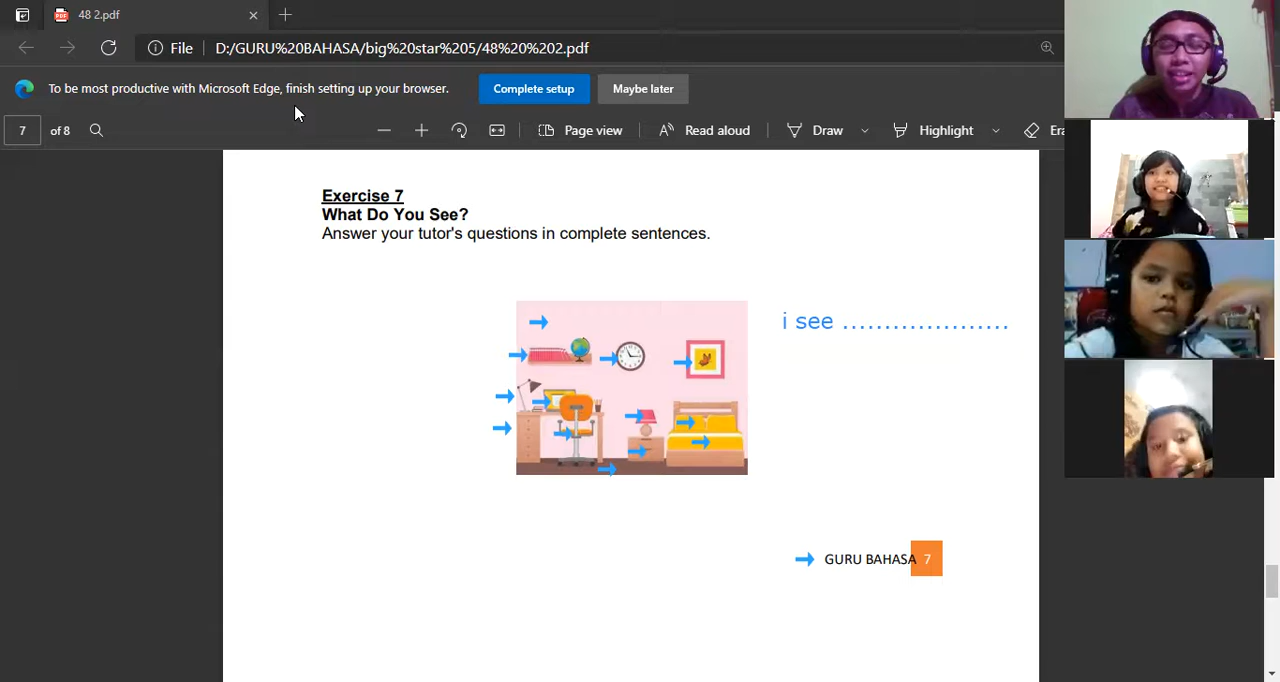 48 2.pdf
File D:/GURU%20BAHASA/big%20star%205/48%20%202.pdf
To be most productive with Microsoft Edge, finish setting up your browser. Complete setup Maybe later
7 of 8 Page view Read aloud Draw Highlight Era
Exercise 7
What Do You See?
Answer your tutor's questions in complete sentences.
i see ....................
GURU BAHASA 7